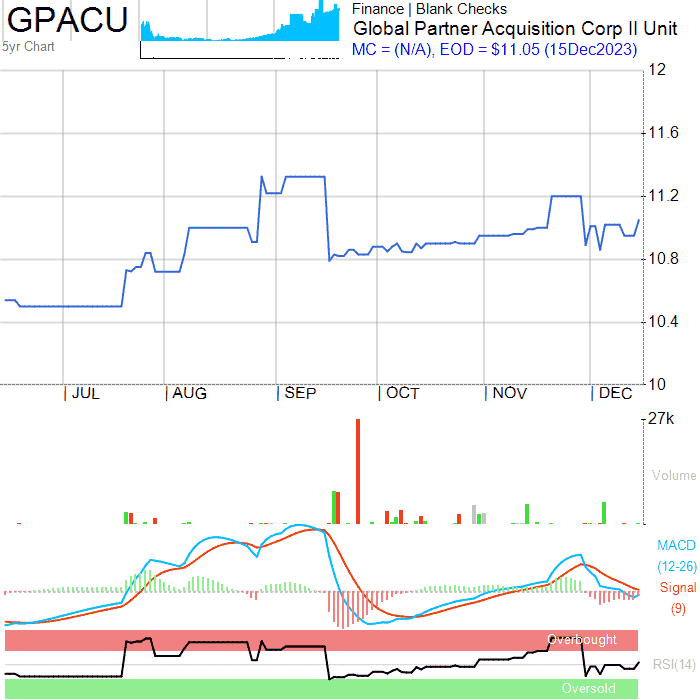 GPACU
5yr Chart
Finance | Blank Checks
Global Partner Acquisition Corp II Unit
MC = (N/A), EOD = $11.05 (15Dec2023)
12
11.6
11.2
10.8
10.4
10
JUL AUG SEP OCT NOV DEC
27k
Volume
MACD
(12-26)
Signal
(9)
Overbought
RSI(14)
Oversold